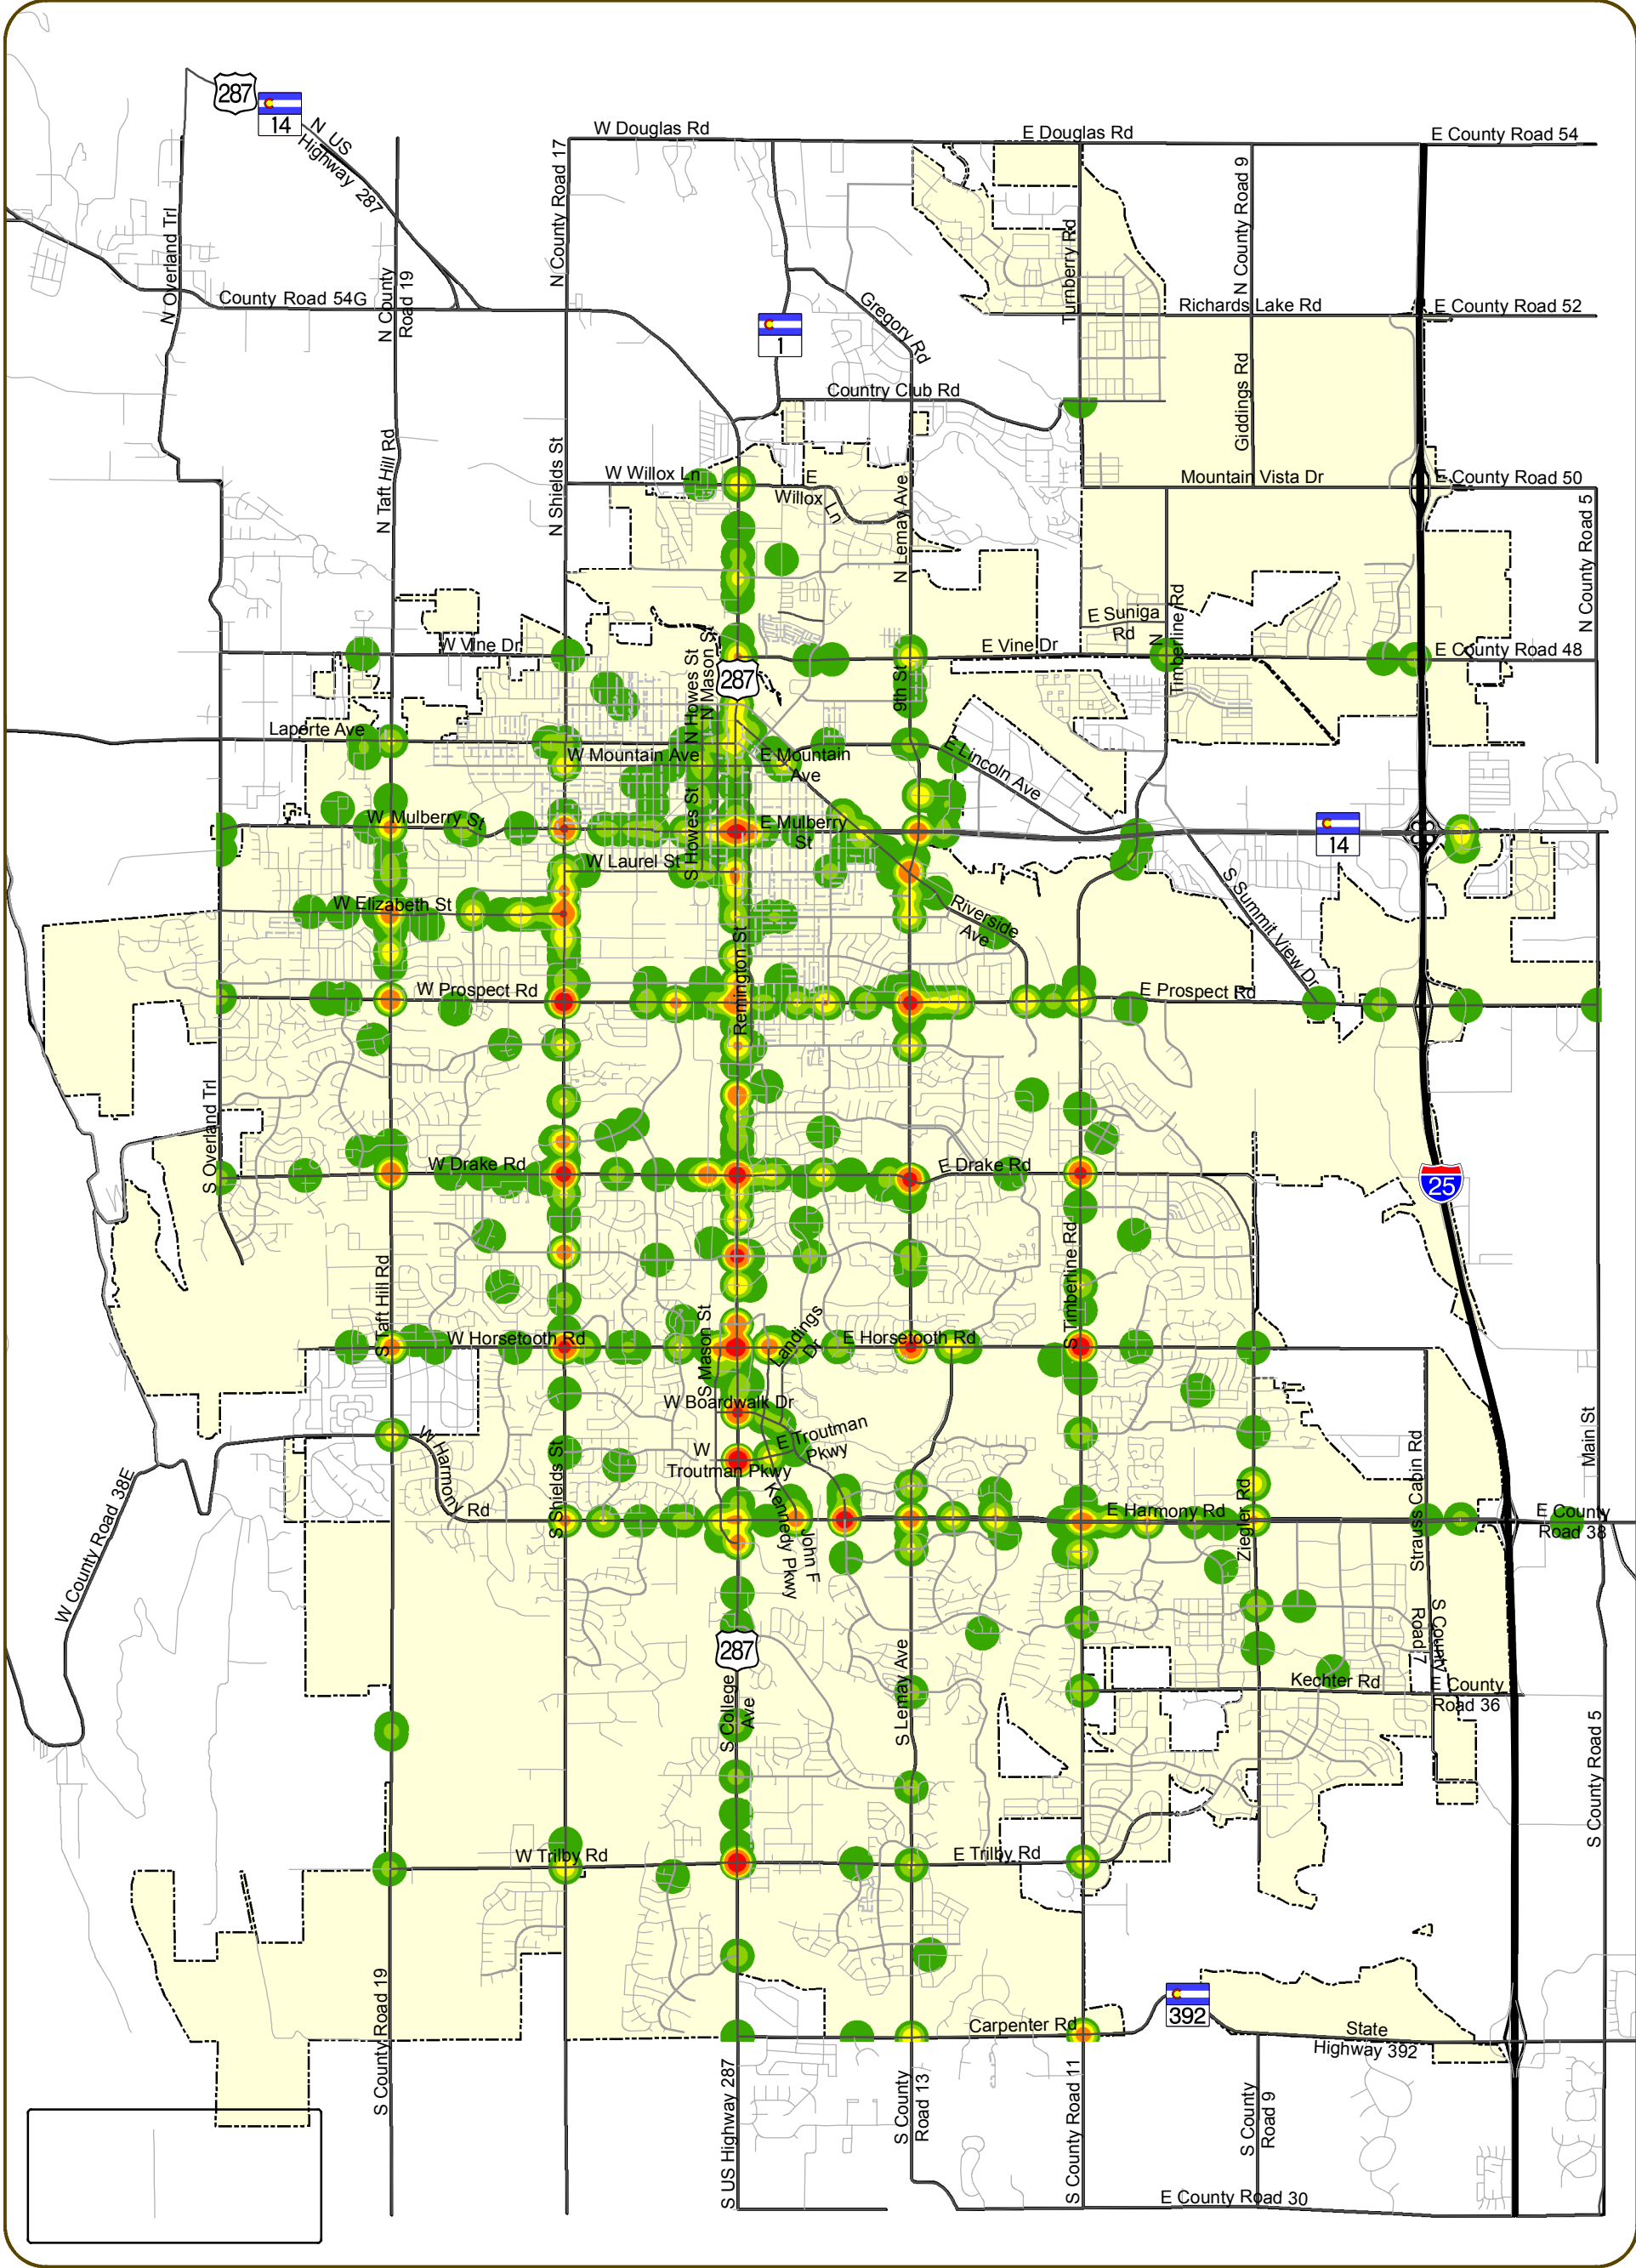 287
14
N US
Highway 287
W Douglas Rd
E Douglas Rd
E County Road 54
N Overland Trl
N County
Road 19
N County Road 17
County Road 54G
1
Gregory Rd
Turnberry Rd
N County Road 9
Richards Lake Rd
E County Road 52
Country Club Rd
Giddings Rd
N Taft Hill Rd
N Shields St
W Willox Ln
E
Willox
Ln
N Lemay Ave
Mountain Vista Dr
E County Road 50
N County Road 5
E Suniga
Rd
N
Timberline Rd
W Vine Dr
N Howes St
N Mason St
287
9th St
E Vine Dr
E County Road 48
Laporte Ave
W Mountain Ave
E Mountain
Ave
E Lincoln Ave
W Mulberry St
S Howes St
E Mulberry
St
14
W Laurel St
W Elizabeth St
Riverside
Ave
S Summit View Dr
W Prospect Rd
Remington St
E Prospect Rd
S Overland Trl
W Drake Rd
E Drake Rd
25
S Taft Hill Rd
W Horsetooth Rd
S Mason St
Landings
Dr
E Horsetooth Rd
S Timberline Rd
W Boardwalk Dr
E Troutman
Pkwy
W
Troutman Pkwy
W Harmony
Rd
S Shields St
John F
Kennedy Pkwy
E Harmony Rd
Ziegler Rd
Strauss Cabin Rd
Main St
E County
Road 38
W County Road 38E
287
S College
Ave
S Lemay Ave
S County
Road 7
Kechter Rd
E County
Road 36
S County Road 5
W Trilby Rd
E Trilby Rd
S County Road 19
392
Carpenter Rd
State
Highway 392
S US Highway 287
S County
Road 13
S County Road 11
S County
Road 9
E County Road 30